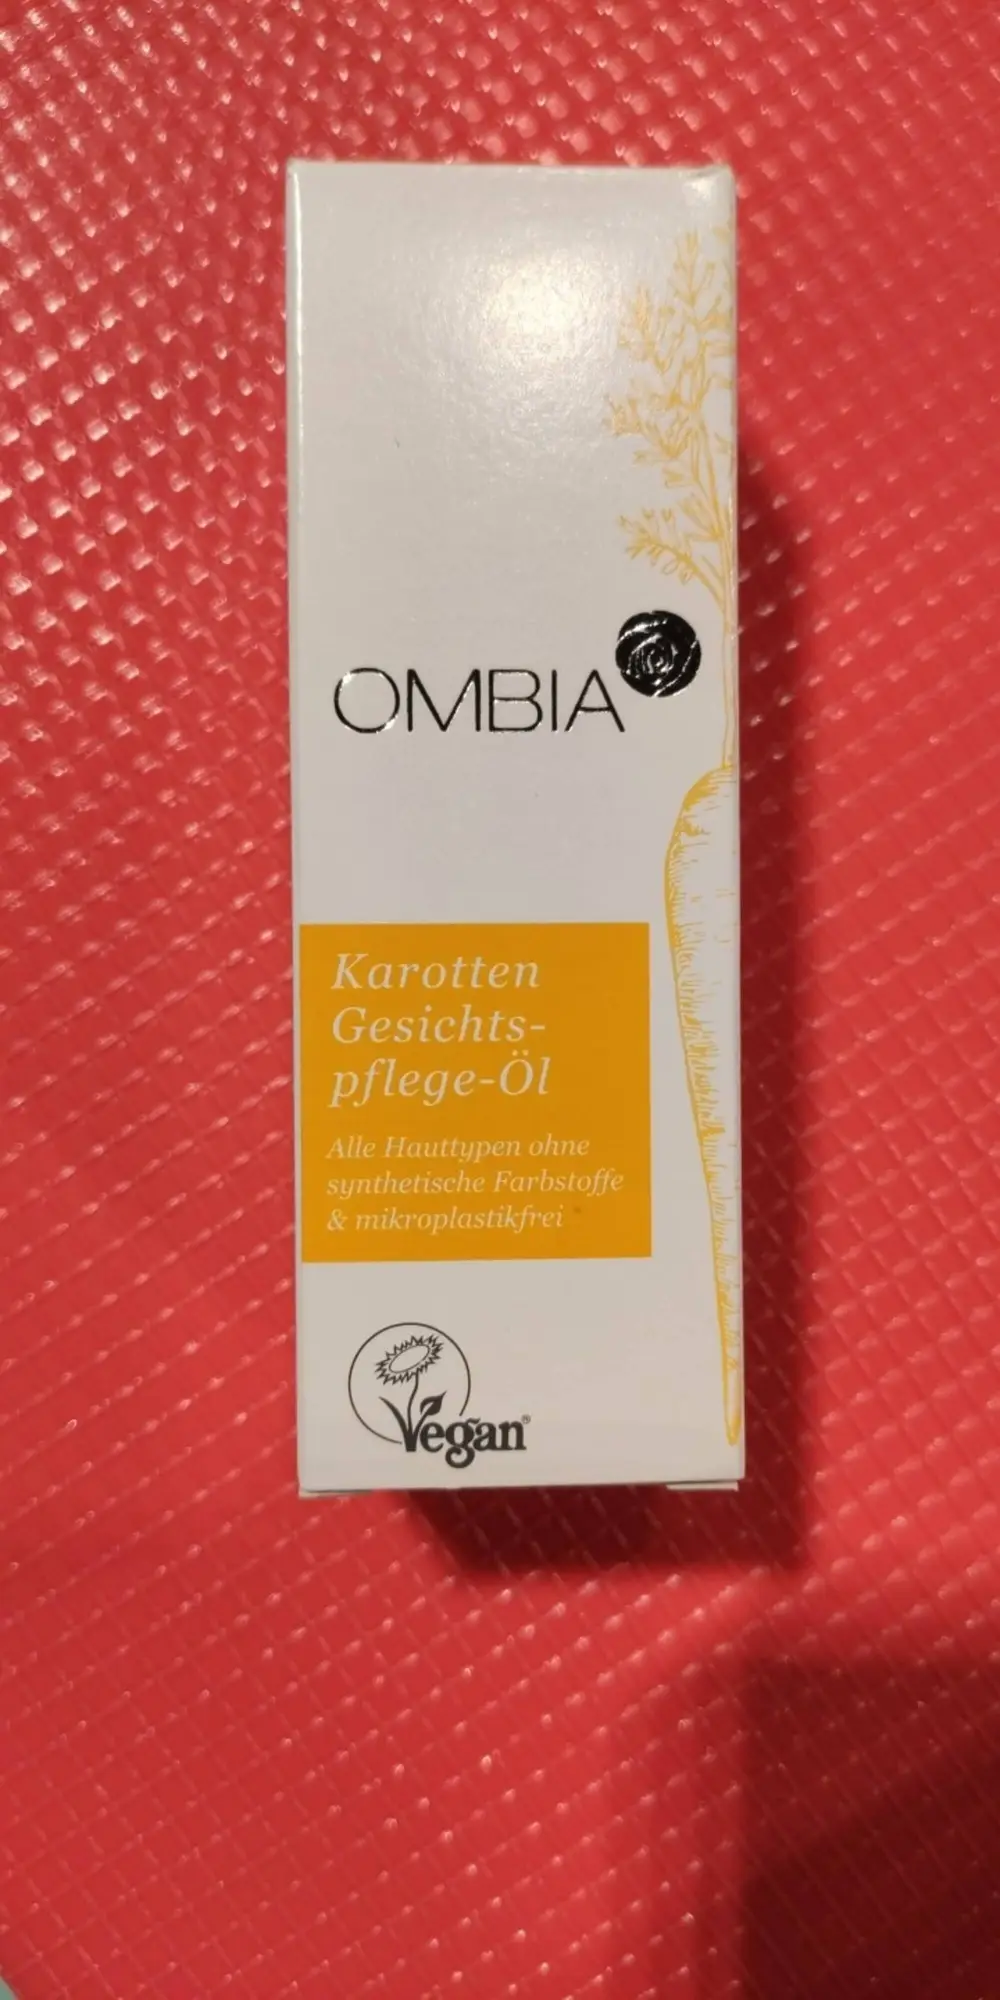 OMBIA
Karotten
Gesichts-
pflege-Öl
Alle Hauttypen ohne
synthetische Farbstoffe
& mikroplastikfrei
Vegan®